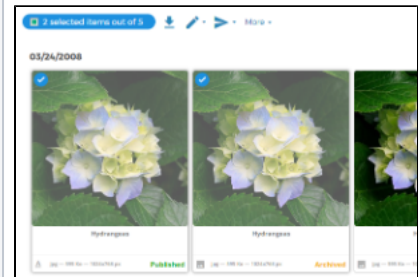 2 selected items out of 5 More
03/24/2008
Hydrangeas Hydrangeas
Published Archived